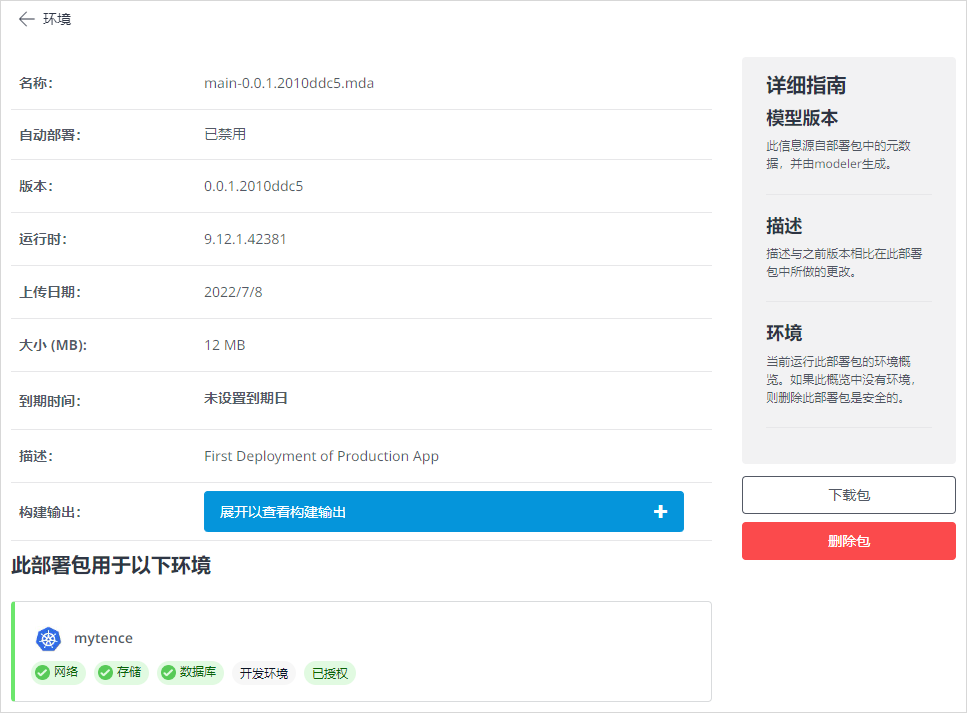 环境
名称:
main-0.0.1.2010ddc5.mda
自动部署:
已禁用
版本:
0.0.1.2010ddc5
运行时:
9.12.1.42381
上传日期:
2022/7/8
大小 (MB):
12 MB
到期时间:
未设置到期日
描述:
First Deployment of Production App
构建输出:
展开以查看构建输出
此部署包用于以下环境
mytence
网络
存储
数据库
开发环境
已授权
详细指南
模型版本
此信息源自部署包中的元数
据，并由modeler生成。
描述
描述与之前版本相比在此部署
包中所做的更改。
环境
当前运行此部署包的环境概
览。如果此概览中没有环境，
则删除此部署包是安全的。
下载包
删除包